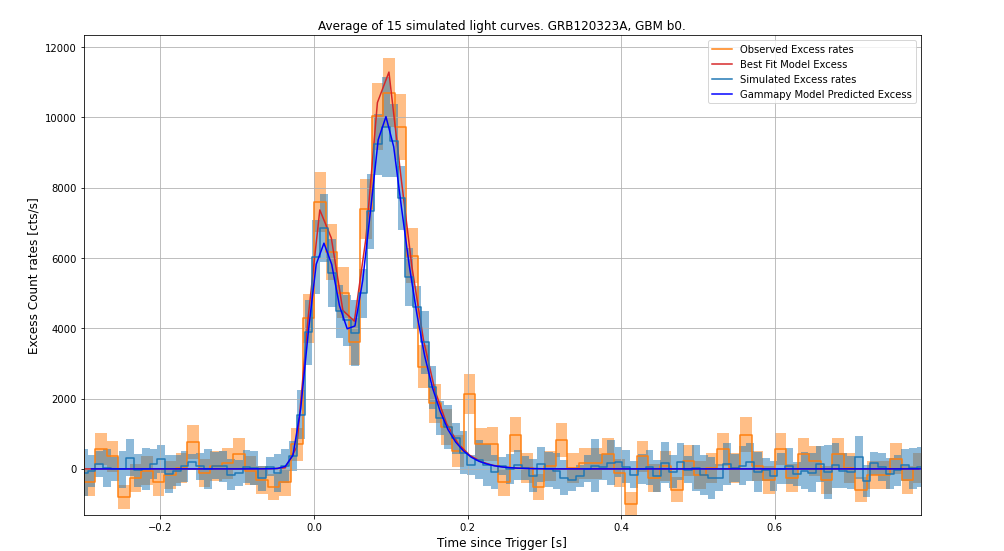 Average of 15 simulated light curves. GRB120323A, GBM b0.
Observed Excess rates
Best Fit Model Excess
Simulated Excess rates
Gammapy Model Predicted Excess
Excess Count rates [cts/s]
12000
10000
8000
6000
4000
2000
0
−0.2
0.0
0.2
0.4
0.6
Time since Trigger [s]